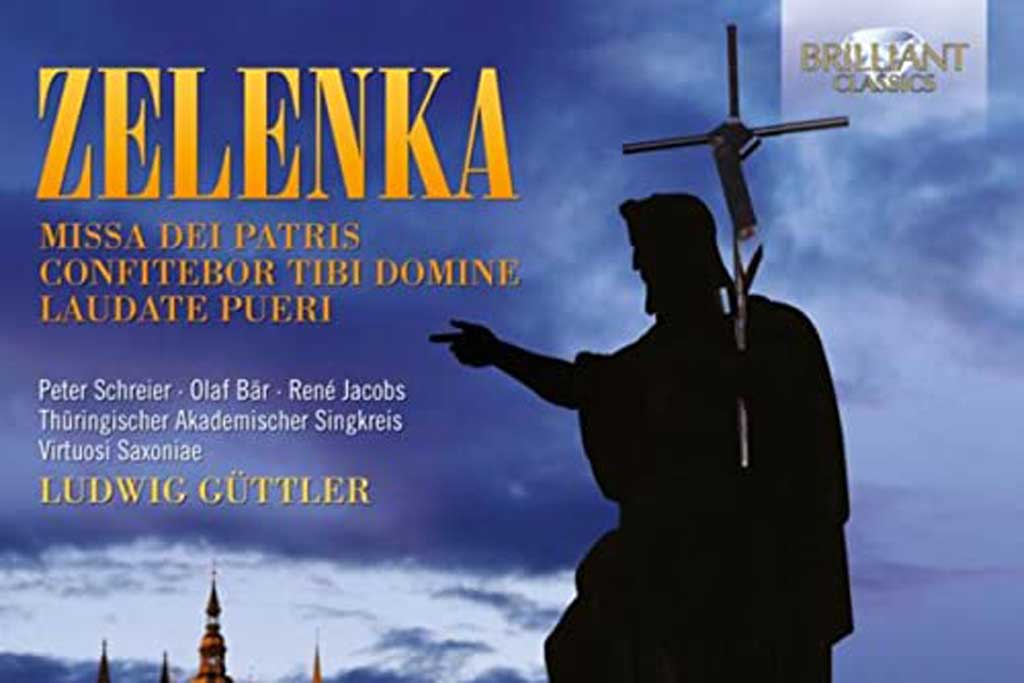 ZELENKA
MISSA DEI PATRIS
CONFITEBOR TIBI DOMINE
LAUDATE PUERI
Peter Schreier · Olaf Bär · René Jacobs
Thüringischer Akademischer Singkreis
Virtuosi Saxoniae
LUDWIG GÜTTLER
BRILLIANT
CLASSICS